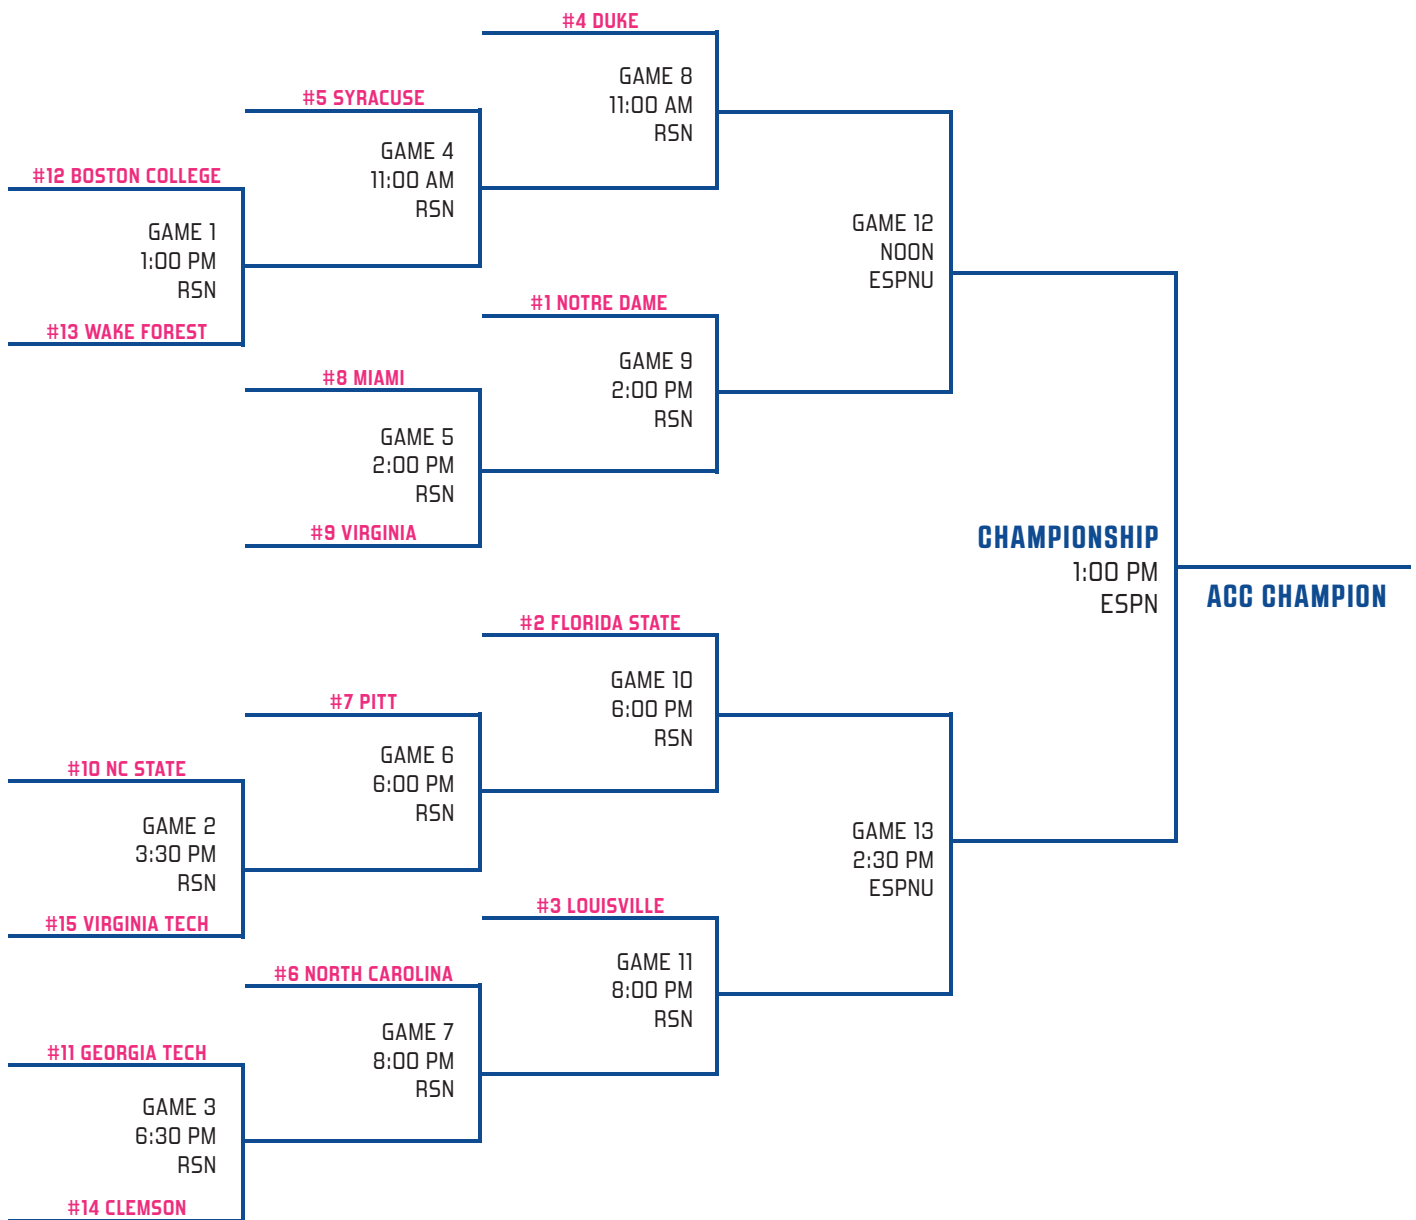 #4 DUKE
GAME 8
11:00 AM
RSN
#5 SYRACUSE
GAME 4
11:00 AM
RSN
#12 BOSTON COLLEGE
GAME 1
1:00 PM
RSN
#13 WAKE FOREST
GAME 12
NOON
ESPNU
#1 NOTRE DAME
GAME 9
2:00 PM
RSN
#8 MIAMI
GAME 5
2:00 PM
RSN
#9 VIRGINIA
CHAMPIONSHIP
1:00 PM
ESPN
ACC CHAMPION
#2 FLORIDA STATE
GAME 10
6:00 PM
RSN
#7 PITT
GAME 6
6:00 PM
RSN
#10 NC STATE
GAME 2
3:30 PM
RSN
#15 VIRGINIA TECH
GAME 13
2:30 PM
ESPNU
#3 LOUISVILLE
GAME 11
8:00 PM
RSN
#6 NORTH CAROLINA
GAME 7
8:00 PM
RSN
#11 GEORGIA TECH
GAME 3
6:30 PM
RSN
#14 CLEMSON